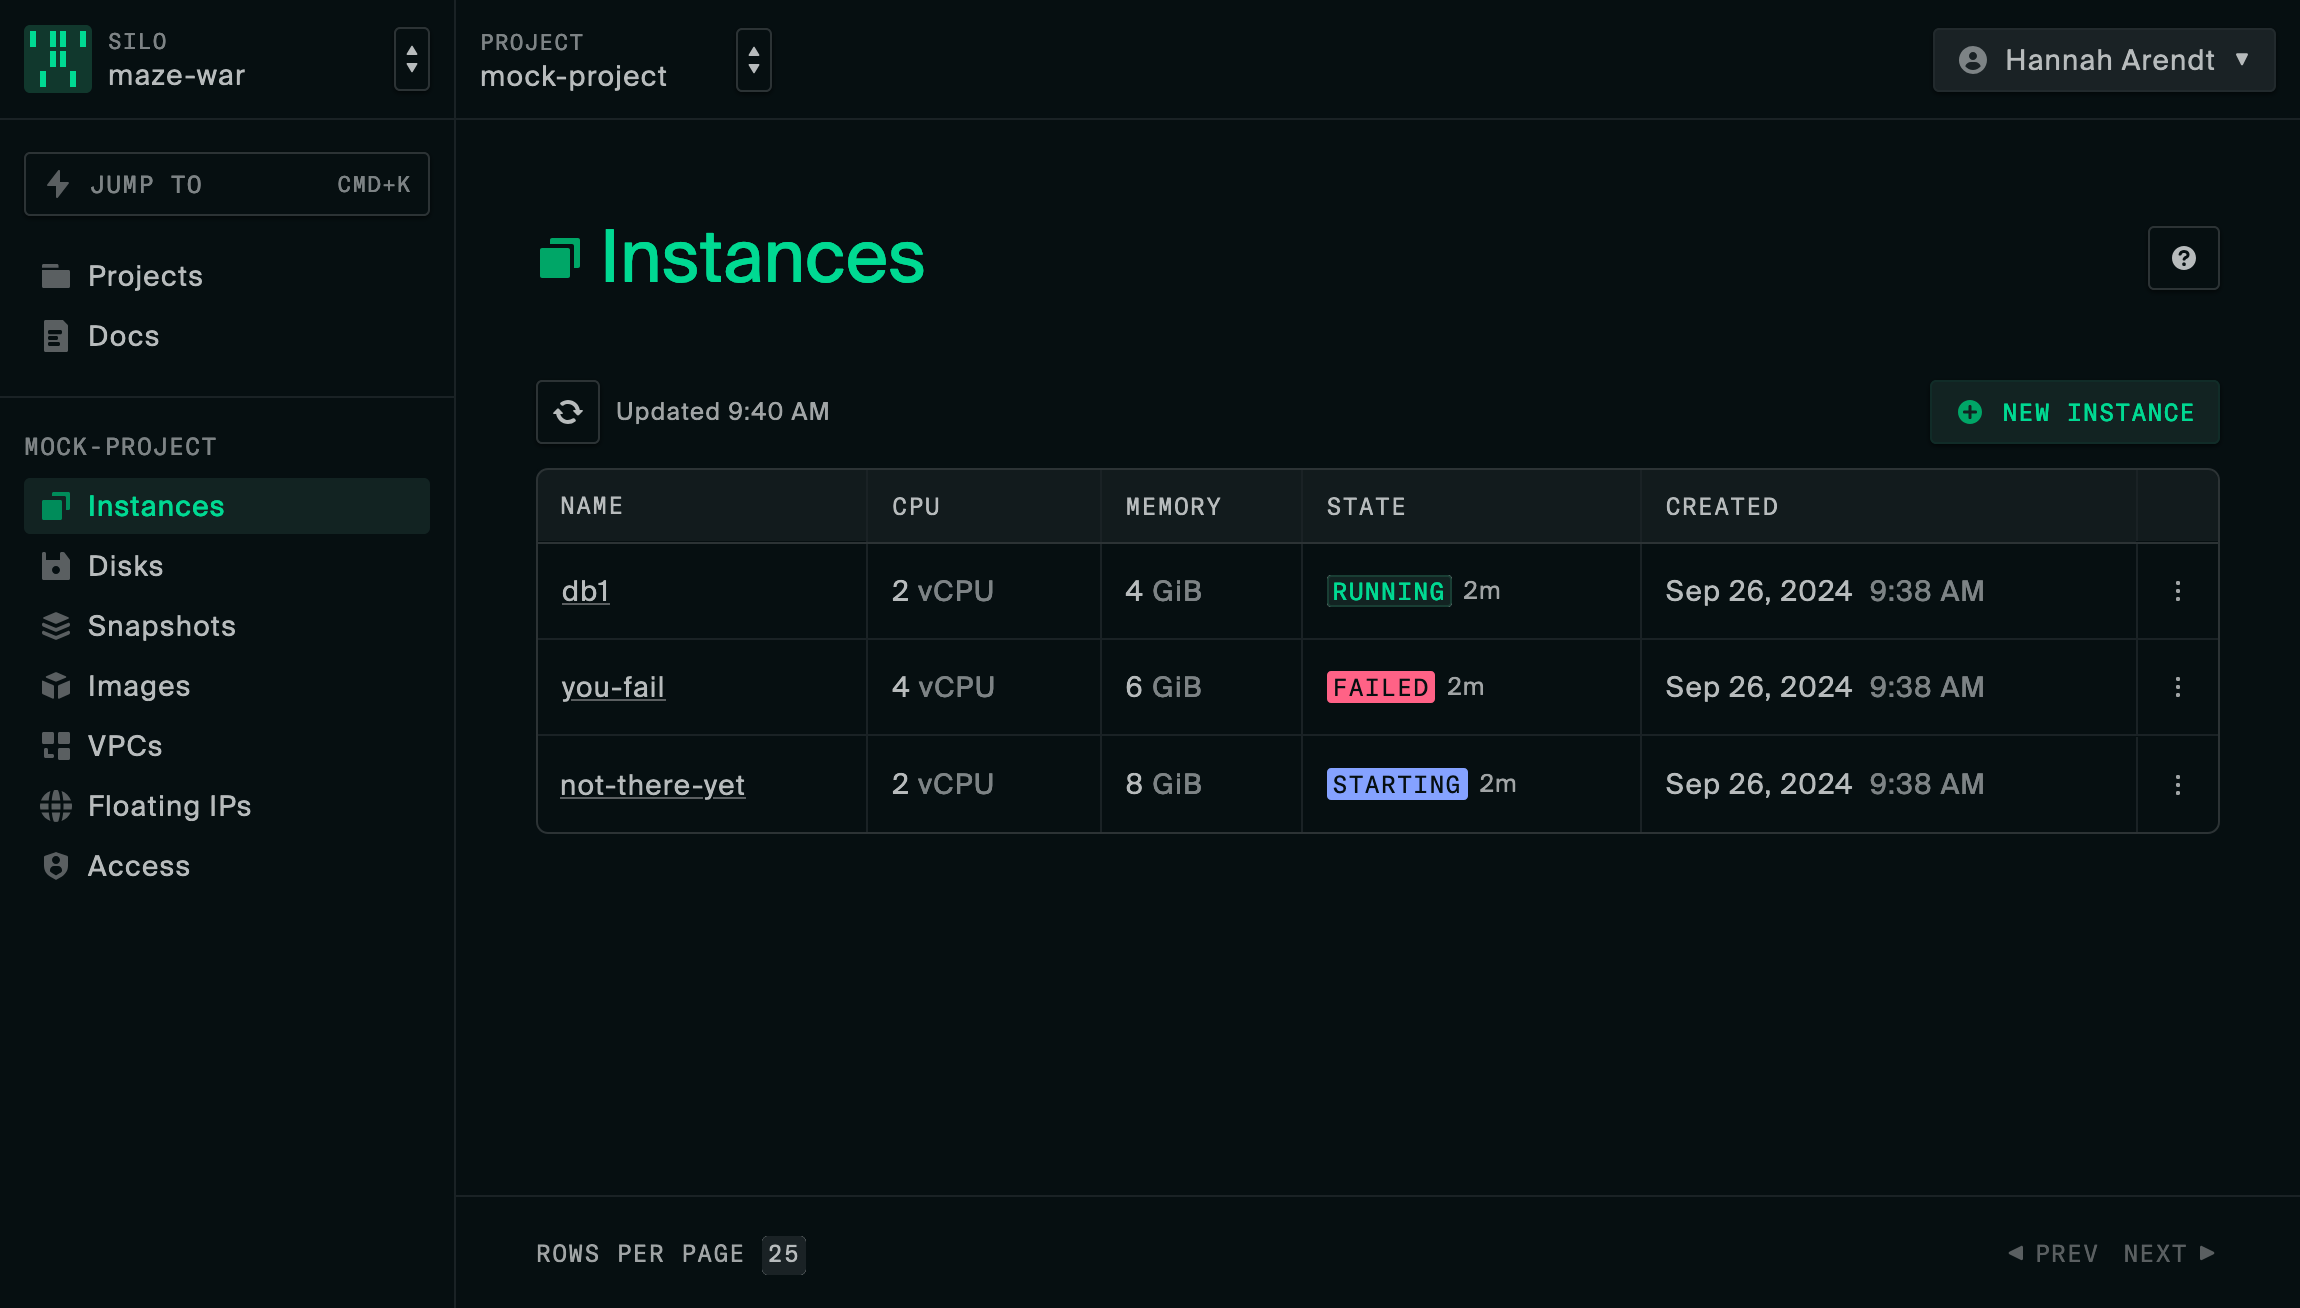 SILO
maze-war
PROJECT
mock-project
Hannah Arendt
JUMP TO CMD+K
Projects
Docs
MOCK-PROJECT
Instances
Disks
Snapshots
Images
VPCs
Floating IPs
Access
Instances
Updated 9:40 AM
NEW INSTANCE
NAME CPU MEMORY STATE CREATED
db1 2 vCPU 4 GiB RUNNING 2m Sep 26, 2024 9:38 AM
you-fail 4 vCPU 6 GiB FAILED 2m Sep 26, 2024 9:38 AM
not-there-yet 2 vCPU 8 GiB STARTING 2m Sep 26, 2024 9:38 AM
ROWS PER PAGE 25
PREV NEXT